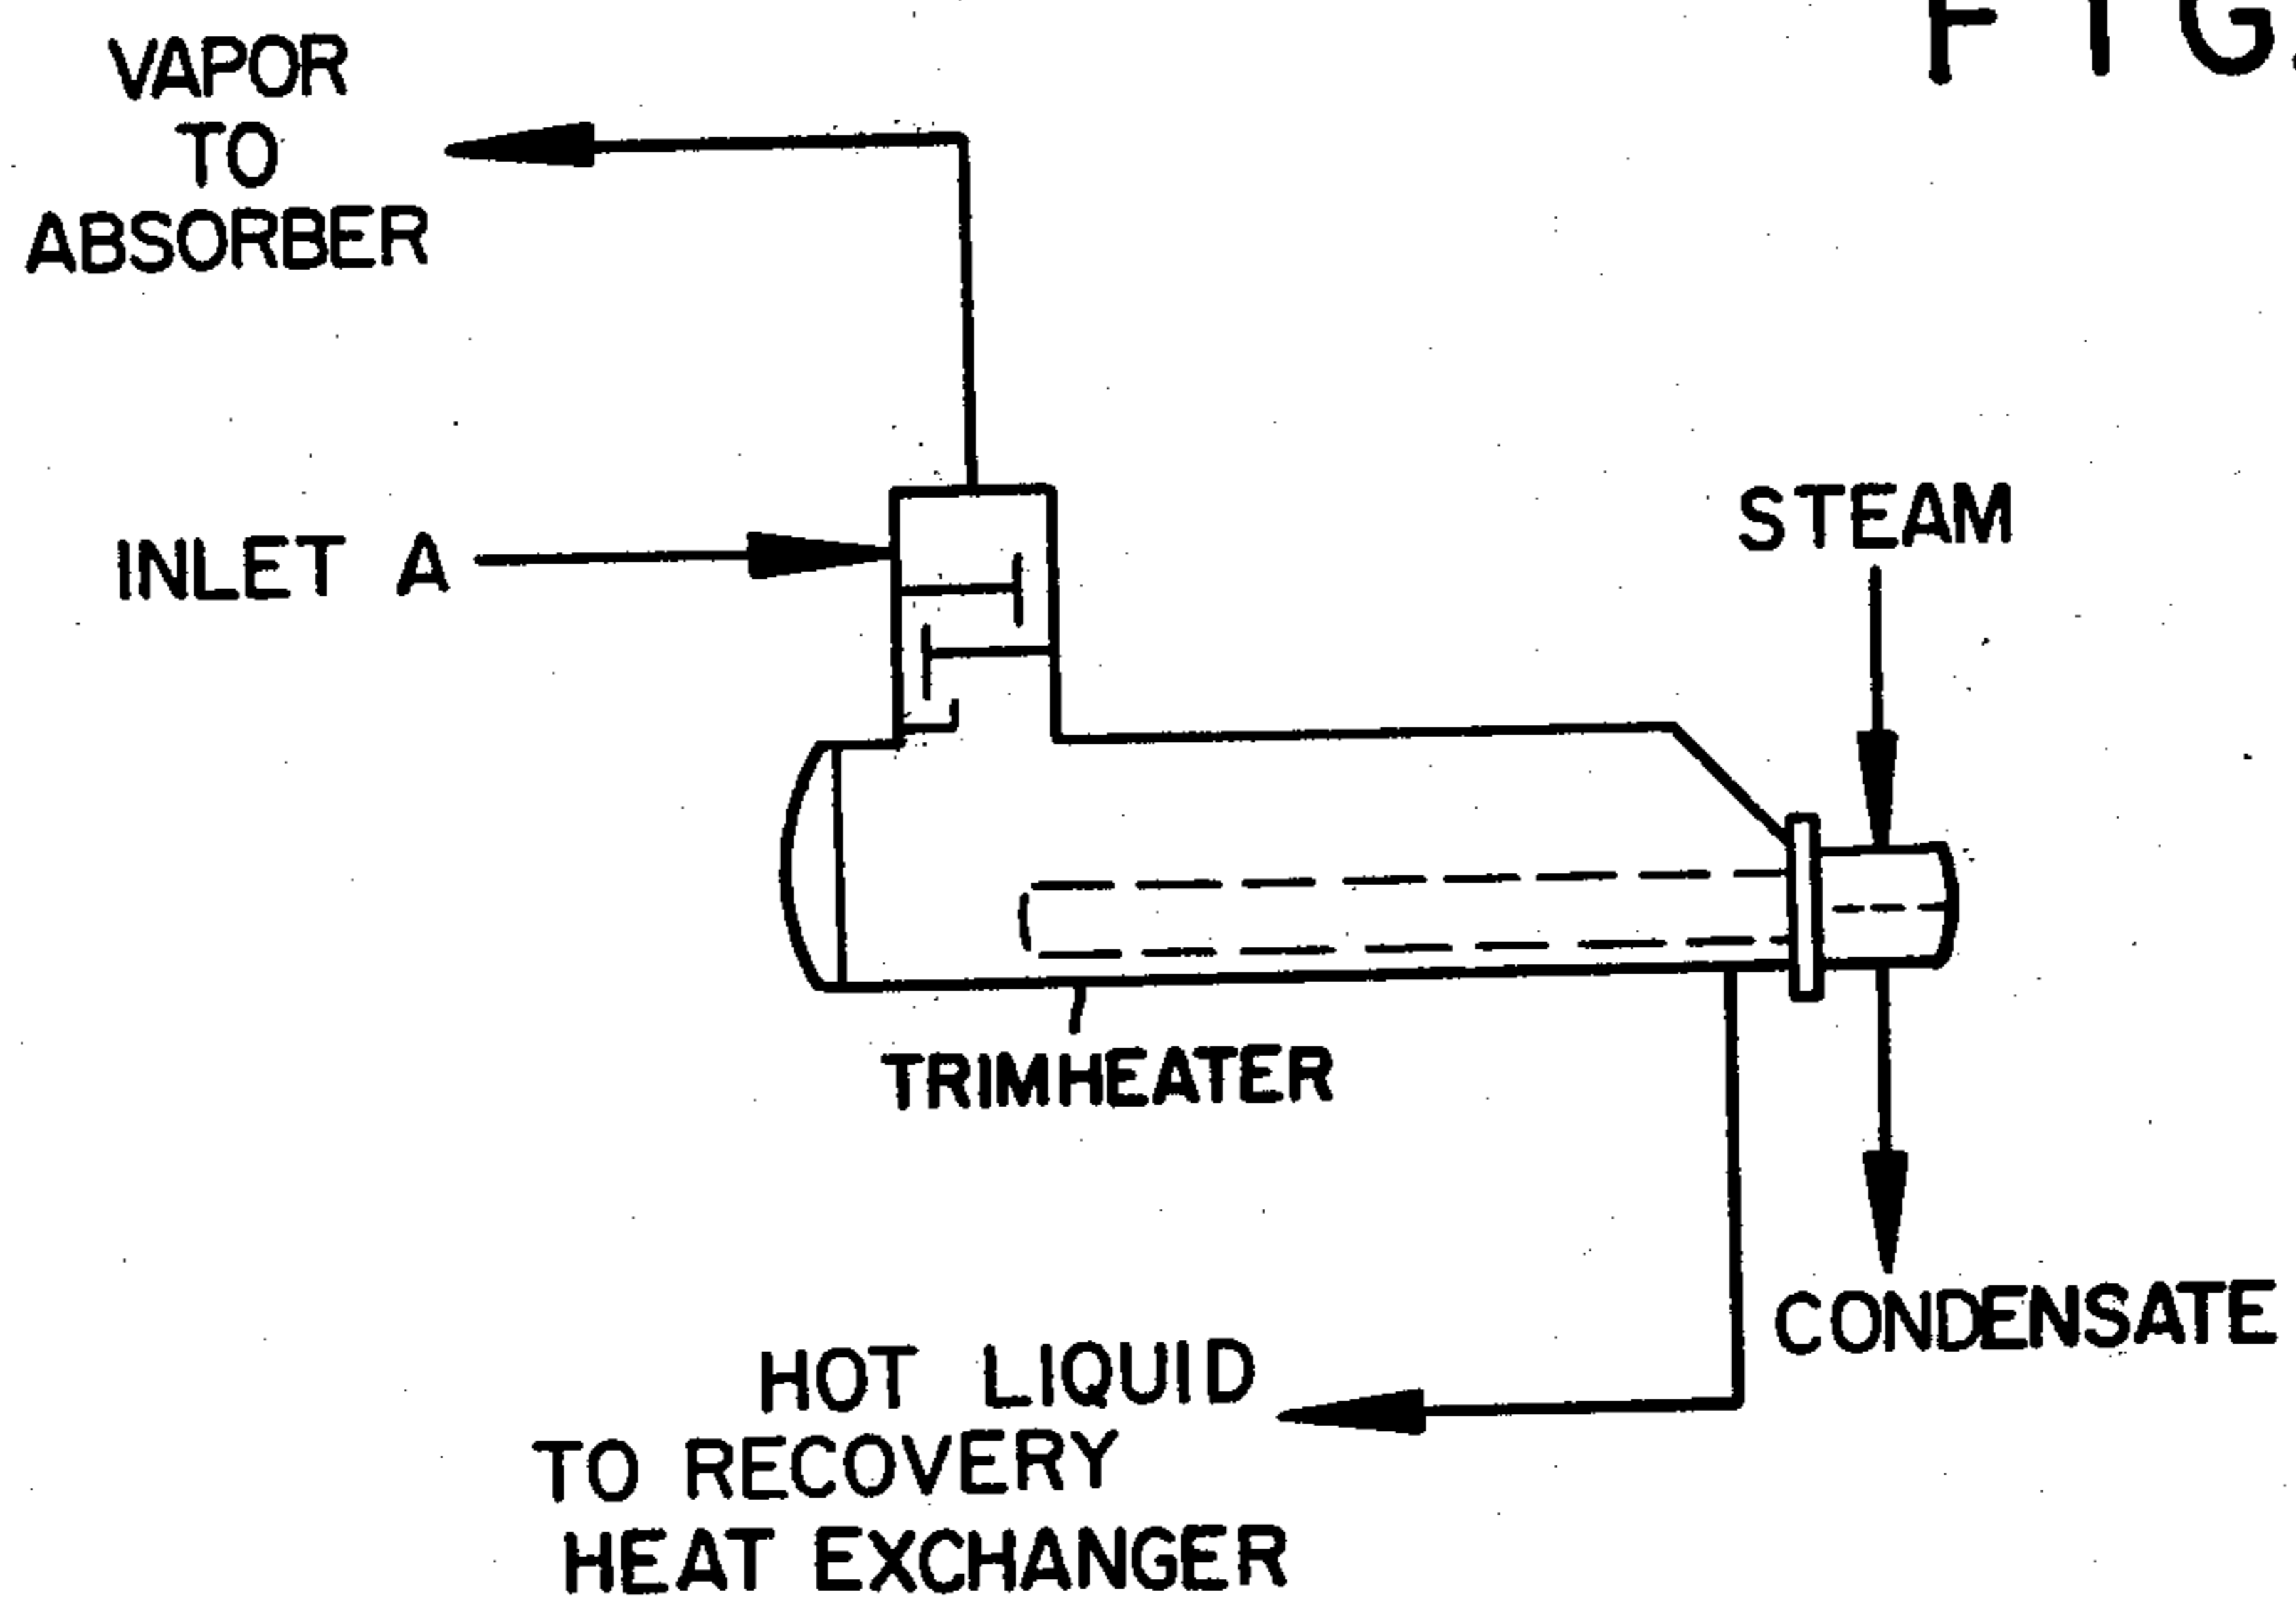 FIG.
VAPOR
TO
ABSORBER
INLET A
STEAM
TRIMHEATER
CONDENSATE
HOT LIQUID
TO RECOVERY
HEAT EXCHANGER